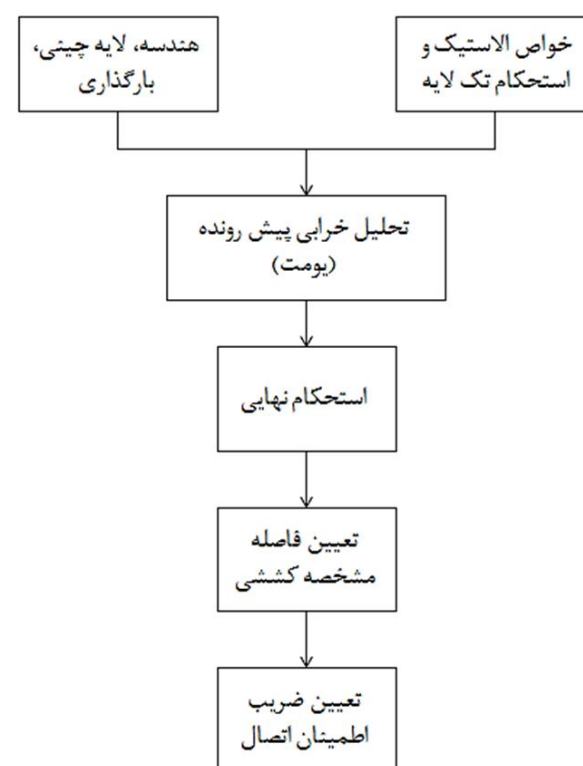 خواص الاستیک و
استحکام تک لایه
هندسه، لایه چینی،
بارگذاری
تحلیل خرابی پیش رونده
(یومت)
استحکام نهایی
تعیین فاصله
مشخصه کششی
تعیین ضریب
اطمینان اتصال